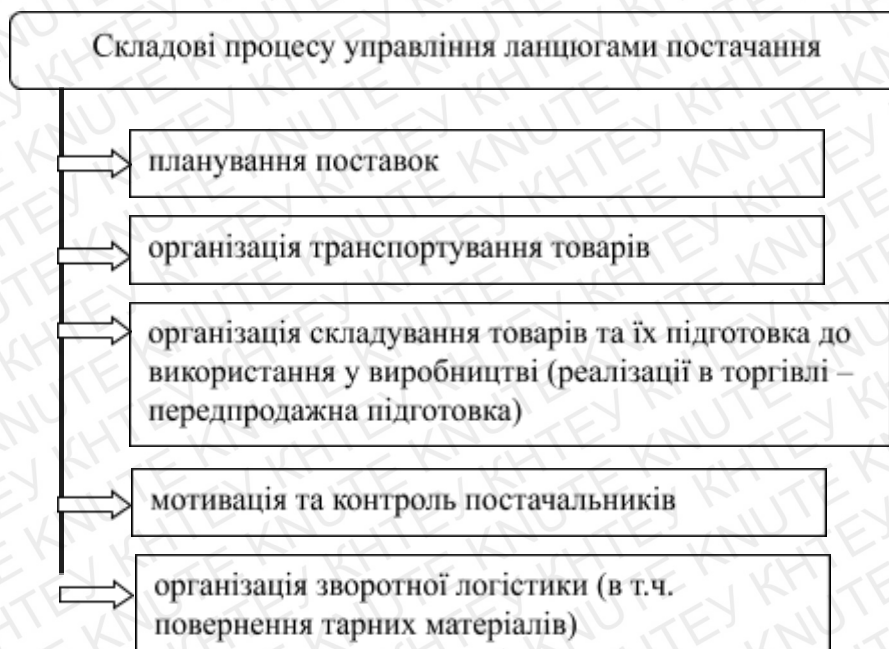 Складові процесу управління ланцюгами постачання
планування поставок
організація транспортування товарів
організація складування товарів та їх підготовка до
використання у виробництві (реалізації в торгівлі –
передпродажна підготовка)
мотивація та контроль постачальників
організація зворотної логістики (в т.ч.
повернення тарних матеріалів)